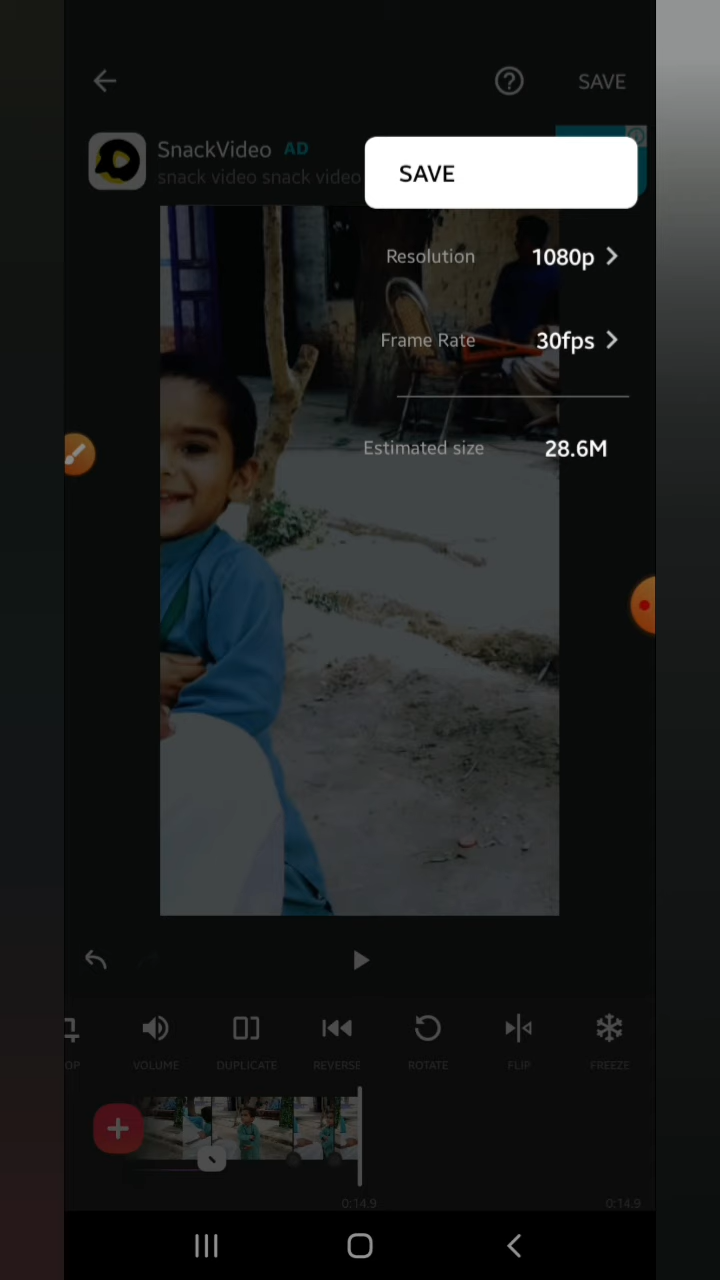 SAVE
SnackVideo AD
snack video snack video
SAVE
Resolution 1080p
Frame Rate 30fps
Estimated size 28.6M
OP VOLUME DUPLICATE REVERSE ROTATE FLIP FREEZE
0:14.9 0:14.9